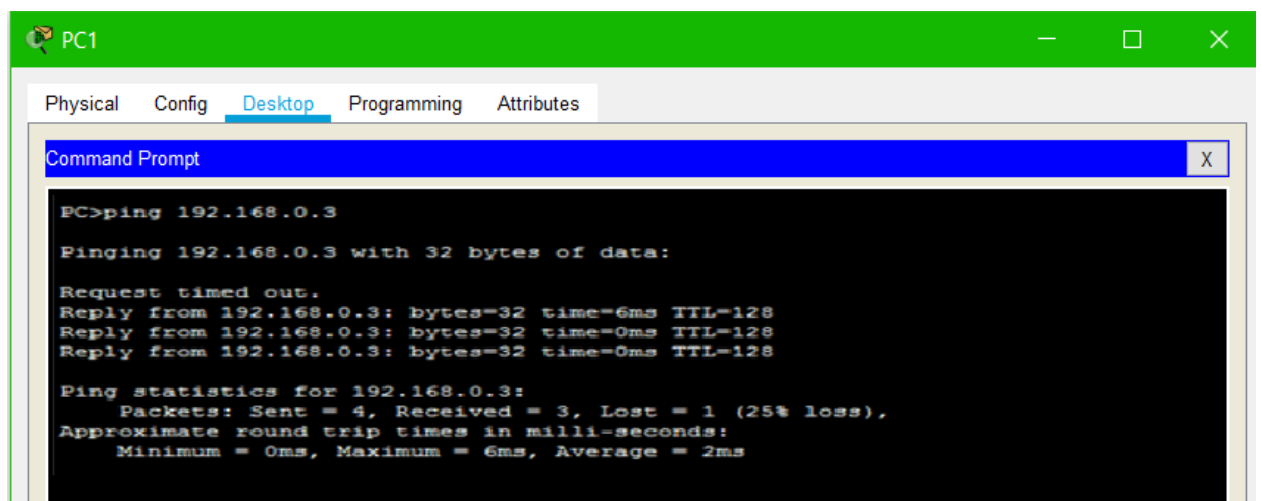 PC1
Physical Config Desktop Programming Attributes
Command Prompt
X
PC>ping 192.168.0.3
Pinging 192.168.0.3 with 32 bytes of data:
Request timed out.
Reply from 192.168.0.3: bytes=32 time=6ms TTL=128
Reply from 192.168.0.3: bytes=32 time=0ms TTL=128
Reply from 192.168.0.3: bytes=32 time=0ms TTL=128
Ping statistics for 192.168.0.3:
Packets: Sent = 4, Received = 3, Lost = 1 (25% loss),
Approximate round trip times in milli-seconds:
Minimum = 0ms, Maximum = 6ms, Average = 2ms